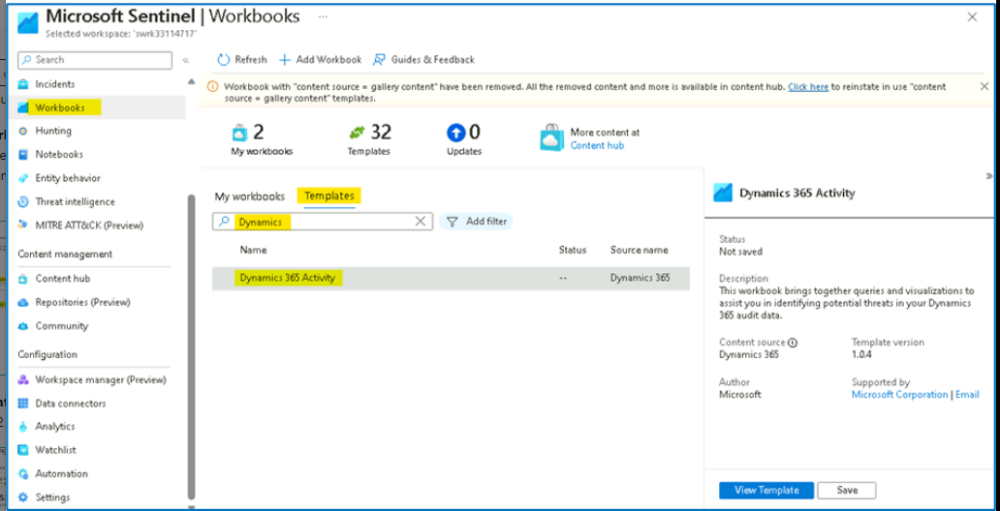 Microsoft Sentinel | Workbooks ...
Selected workspace: 'swrk33114717'
Search
Incidents
Workbooks
Hunting
Notebooks
Entity behavior
Threat intelligence
MITRE ATT&CK (Preview)
Content management
Content hub
Repositories (Preview)
Community
Configuration
Workspace manager (Preview)
Data connectors
Analytics
Watchlist
Automation
Settings
Refresh Add Workbook Guides & Feedback
Workbook with "content source = gallery content" have been removed. All the removed content and more is available in content hub. Click here to reinstate in use "content
source = gallery content" templates.
2
My workbooks
32
Templates
0
Updates
More content at
Content hub
My workbooks Templates
Dynamics
Add filter
Name Status Source name
Dynamics 365 Activity -- Dynamics 365
Dynamics 365 Activity
Status
Not saved
Description
This workbook brings together queries and visualizations to
assist you in identifying potential threats in your Dynamics
365 audit data.
Content source Template version
Dynamics 365 1.0.4
Author Supported by
Microsoft Microsoft Corporation | Email
View Template Save